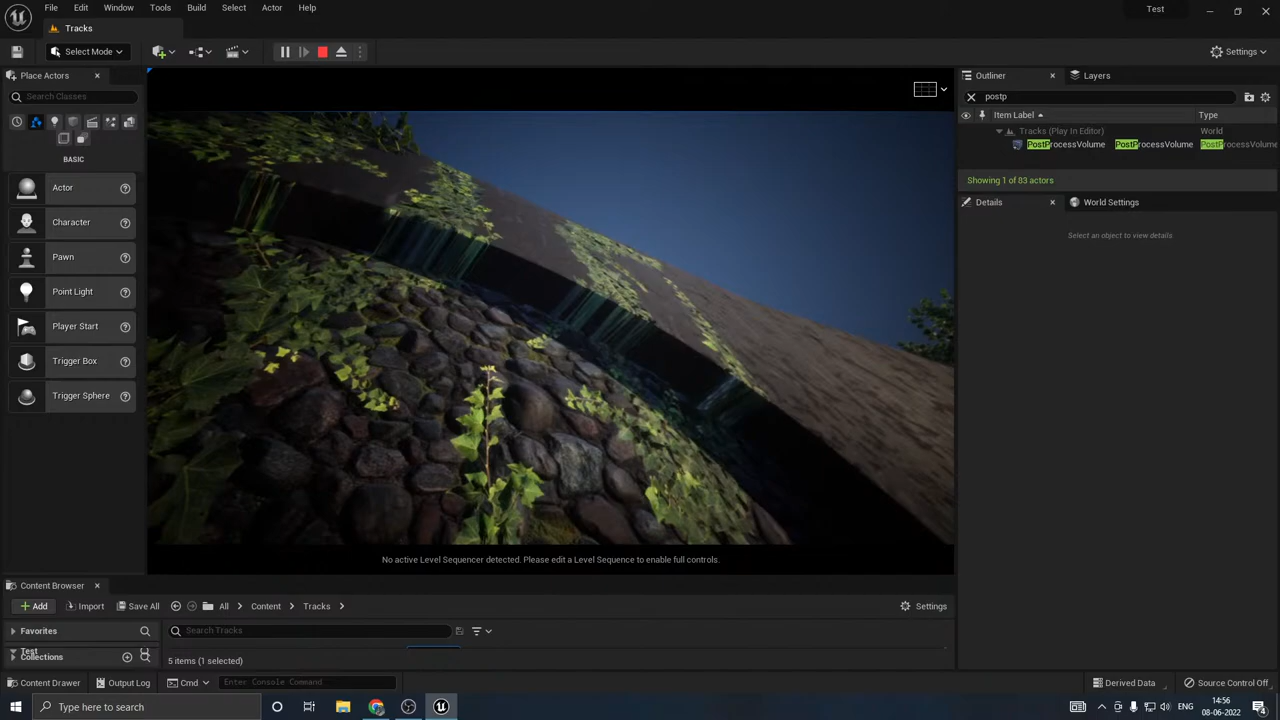 File Edit View Window Tools Build Select Actor Help
Test
Tracks
Select Mode
Settings
Place Actors
Search Classes
BASIC
Actor
Character
Pawn
Point Light
Player Start
Trigger Box
Trigger Sphere
No active Level Sequencer detected. Please edit a Level Sequence to enable full controls.
Outliner
Layers
postp
Item Label
Type
Tracks (Play In Editor)
World
PostProcessVolume
PostProcessVolume
PostProcessVolume
Showing 1 of 83 actors
Details
World Settings
Select an object to view details.
Content Browser
Add
Import
Save All
All
Content
Tracks
Settings
Favorites
Search Tracks
Test
Collections
5 items (1 selected)
Content Drawer
Output Log
Cmd
Enter Console Command
Derived Data
Source Control Off
Type here to search
14:56
08-06-2022
4